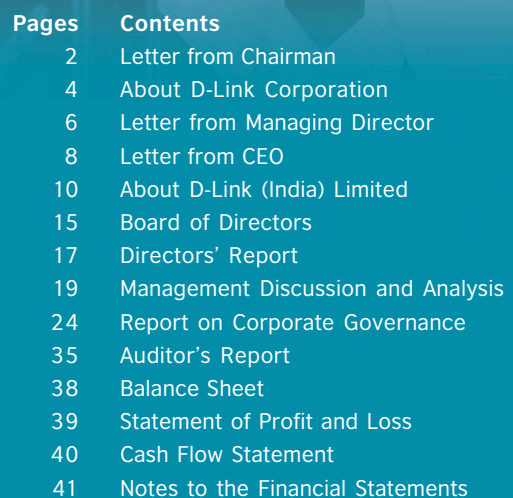 Pages Contents
2 Letter from Chairman
4 About D-Link Corporation
6 Letter from Managing Director
8 Letter from CEO
10 About D-Link (India) Limited
15 Board of Directors
17 Directors’ Report
19 Management Discussion and Analysis
24 Report on Corporate Governance
35 Auditor’s Report
38 Balance Sheet
39 Statement of Profit and Loss
40 Cash Flow Statement
41 Notes to the Financial Statements